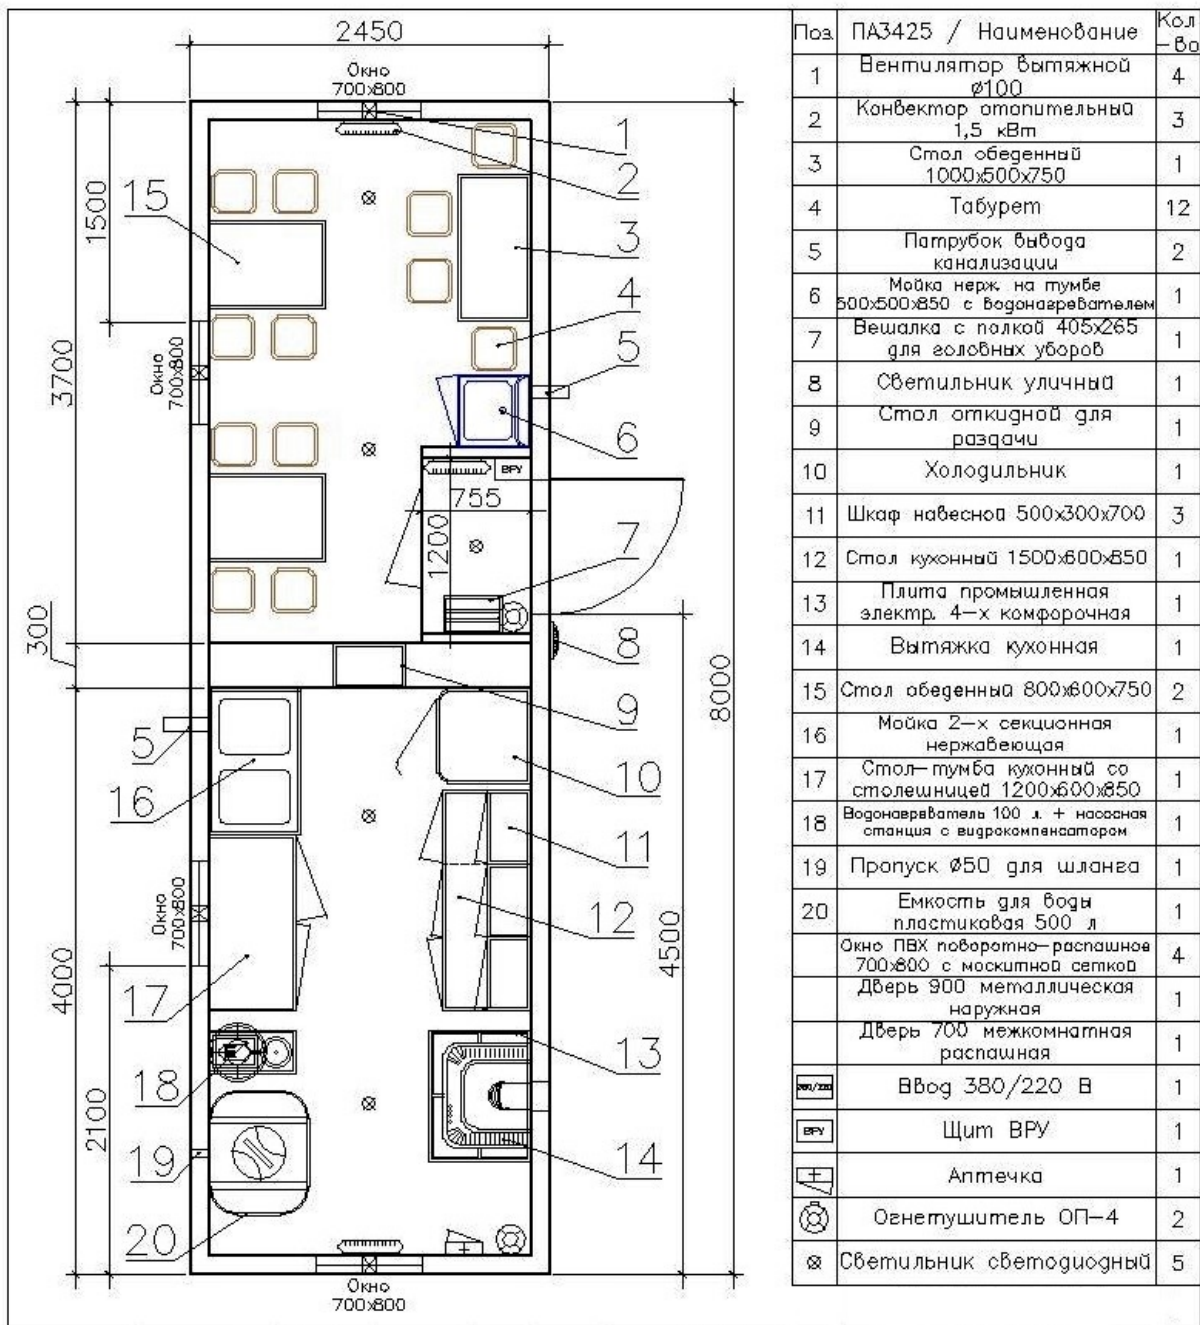 2450
Окно
700х800
1
2
15
1500
3
4
5
3700
Окно
700х800
6
ВРУ
755
1200
7
300
8
8000
9
5
10
16
11
Окно
700х800
12
4500
4000
17
13
18
2100
14
19
20
Окно
700х800
Поз ПА3425 / Наименование Кол
-во
1 Вентилятор вытяжной 4
ø100
2 Конвектор отопительный 3
1,5 кВт
3 Стол обеденный 1
1000х500х750
4 Табурет 12
5 Патрубок вывода 2
канализации
6 Мойка нерж. на тумбе 1
500х500х850 с водонагревателем
7 Вешалка с полкой 405х265 1
для головных уборов
8 Светильник уличный 1
9 Стол откидной для 1
раздачи
10 Холодильник 1
11 Шкаф навесной 500х300х700 3
12 Стол кухонный 1500х600х850 1
13 Плита промышленная 1
электр. 4-х комфорочная
14 Вытяжка кухонная 1
15 Стол обеденный 800х600х750 2
16 Мойка 2-х секционная 1
нержавеющая
17 Стол-тумба кухонный со 1
столешницей 1200х600х850
18 Водонагреватель 100 л. + насосная 1
станция с гидрокомпенсатором
19 Пропуск Ø50 для шланга 1
20 Емкость для воды 1
пластиковая 500 л
Окно ПВХ поворотно-распашное 4
700х800 с москитной сеткой
Дверь 900 металлическая 1
наружная
Дверь 700 межкомнатная 1
распашная
380/220 Ввод 380/220 В 1
ВРУ Щит ВРУ 1
Аптечка 1
Огнетушитель ОП-4 2
Светильник светодиодный 5